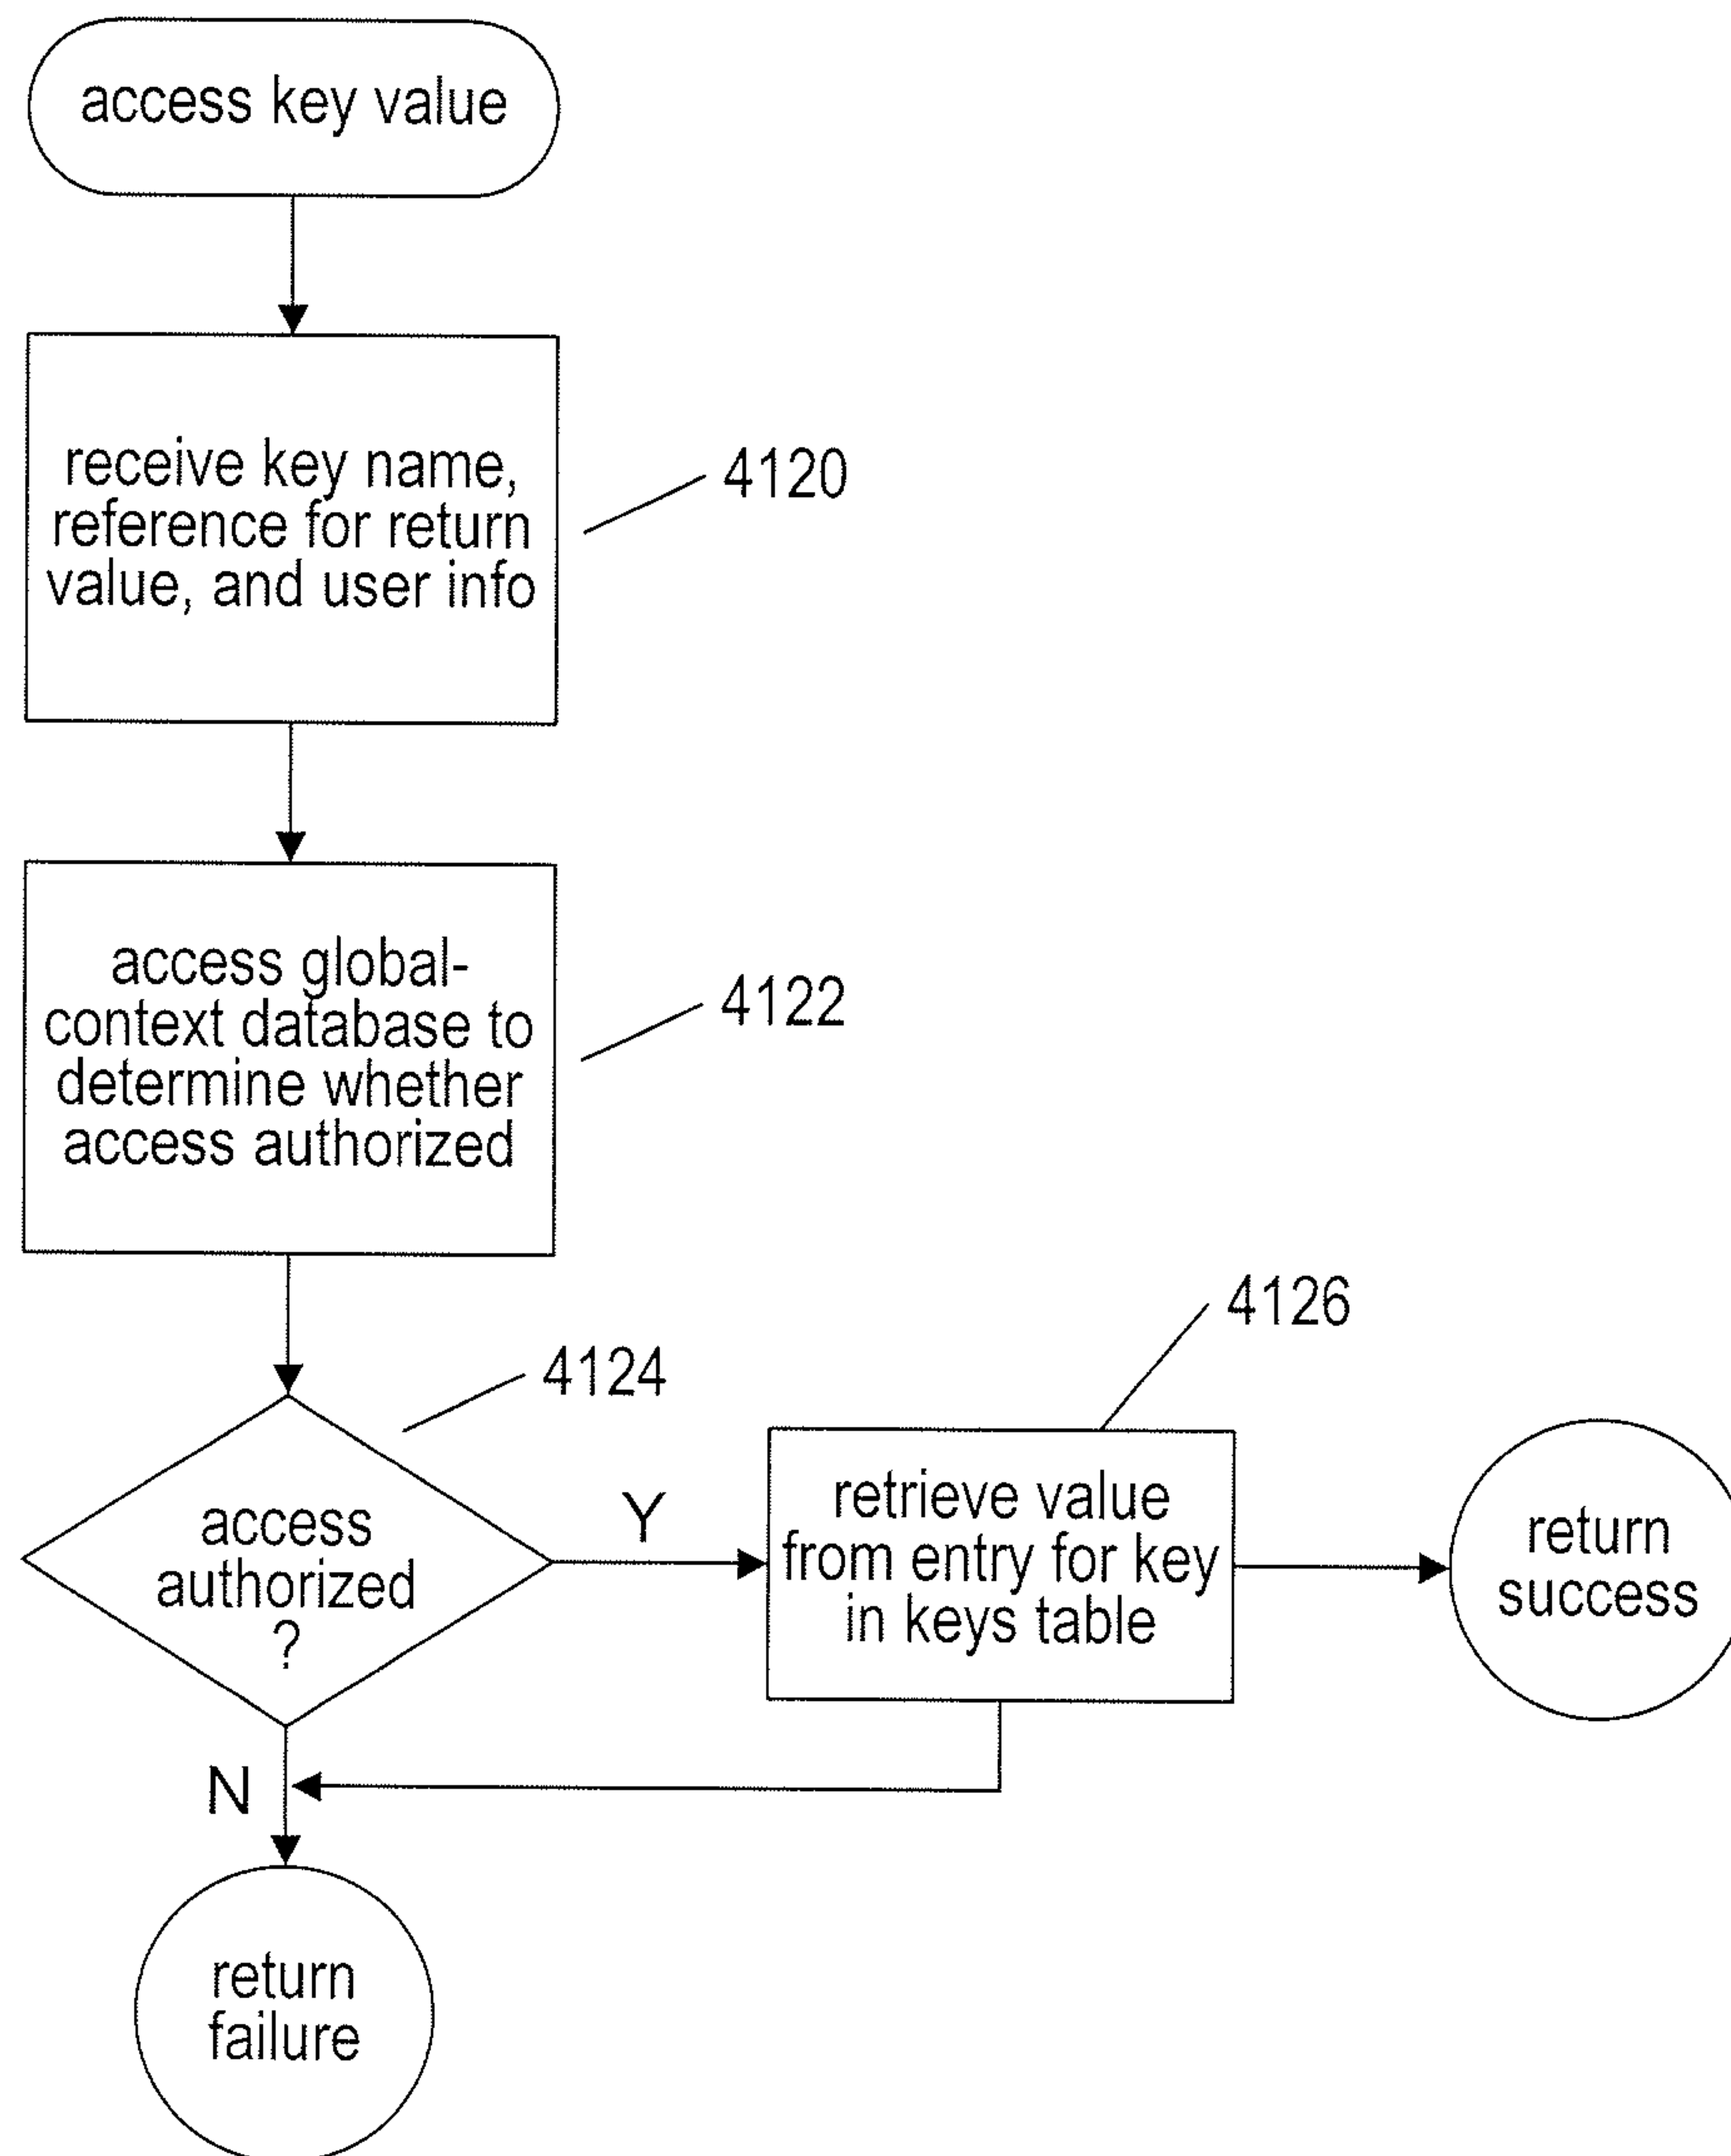 access key value
receive key name,
reference for return
value, and user info
4120
access global-
context database to
determine whether
access authorized
4122
4124
access
authorized
?
Y
4126
retrieve value
from entry for key
in keys table
return
success
N
return
failure